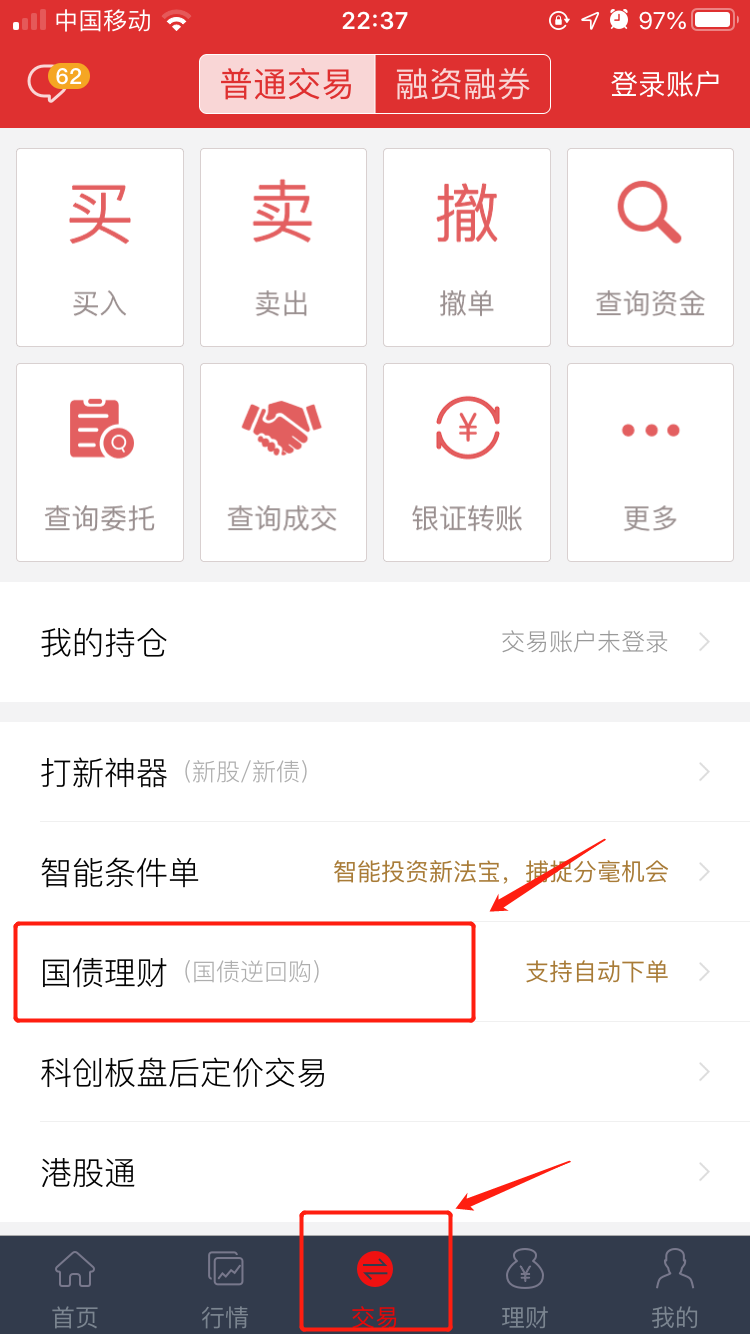 中国移动 22:37 97%
62 普通交易 融资融券 登录账户
买 卖 撤
买入 卖出 撤单 查询资金
¥
查询委托 查询成交 银证转账 更多
我的持仓 交易账户未登录
打新神器（新股/新债）
智能条件单 智能投资新法宝，捕捉分毫机会
国债理财（国债逆回购） 支持自动下单
科创板盘后定价交易
港股通
¥
首页 行情 交易 理财 我的